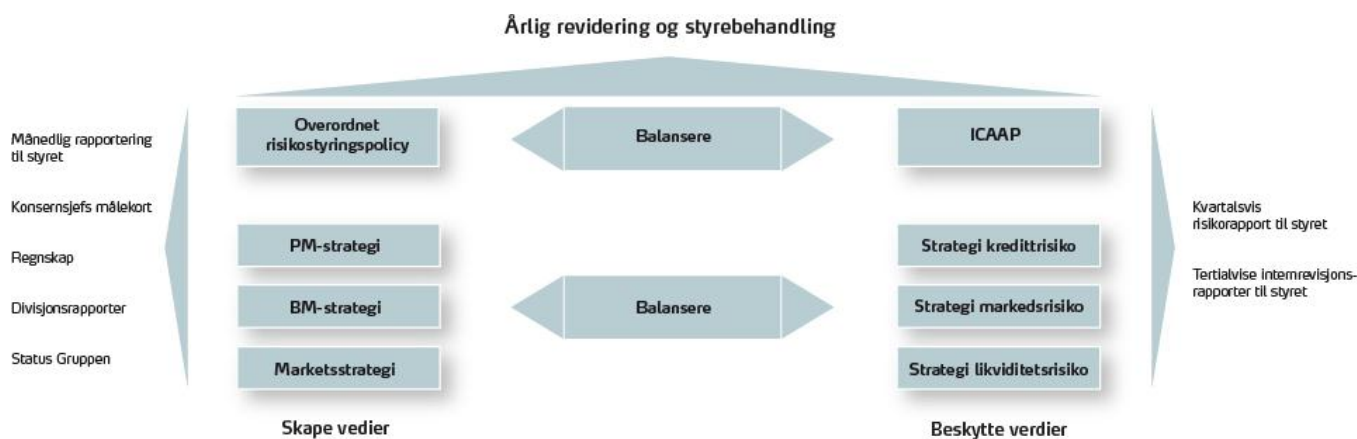 Årlig revidering og styrebehandling
Månedlig rapportering
til styret
Konsernsjefs målekort
Regnskap
Divisjonsrapporter
Status Gruppen
Overordnet
risikostyringspolicy
PM-strategi
BM-strategi
Marketsstrategi
Skape vedier
Balansere
Balansere
ICAAP
Strategi kredittrisiko
Strategi markedsrisiko
Strategi likviditetsrisiko
Beskytte verdier
Kvartalsvis
risikorapport til styret
Tertialvise internrevisjons-
rapporter til styret